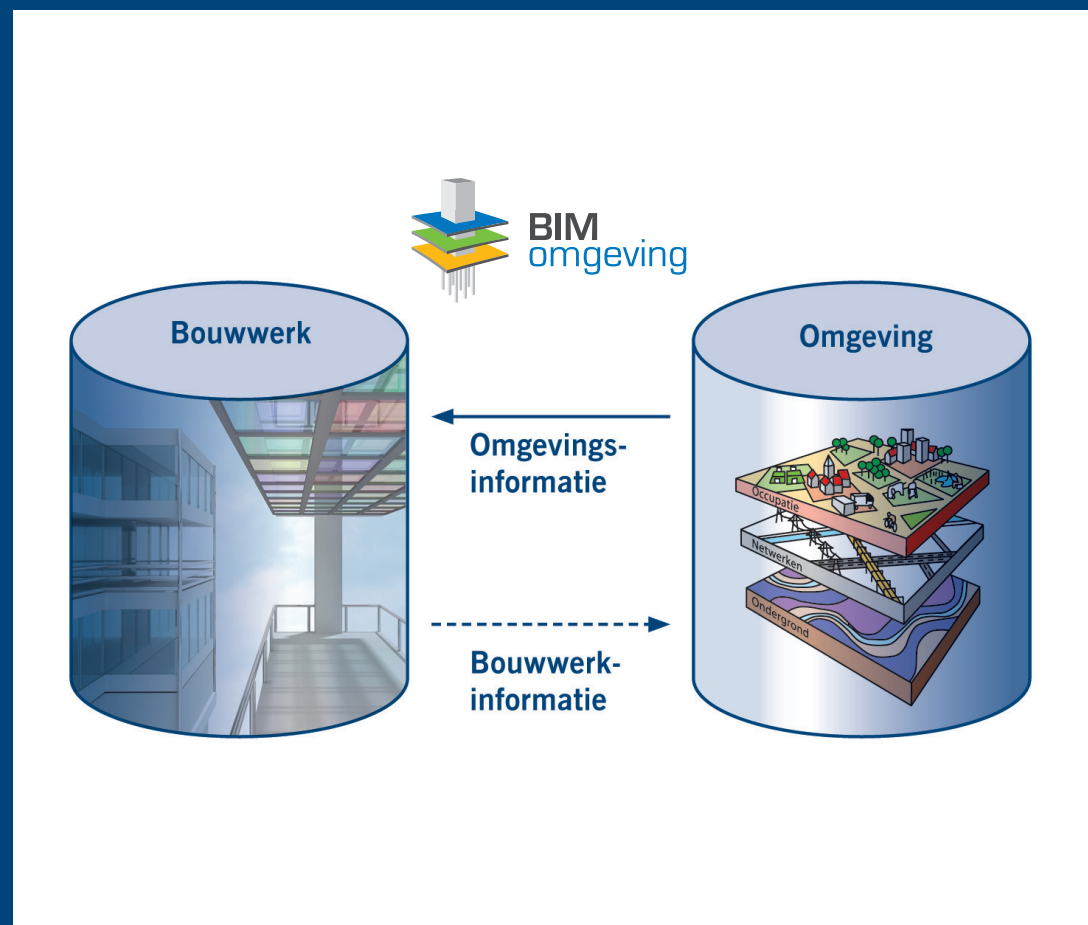 BIM
omgeving
Bouwwerk
Omgeving
Omgevings-
informatie
Occupatie
Netwerken
Ondergrond
Bouwwerk-
informatie